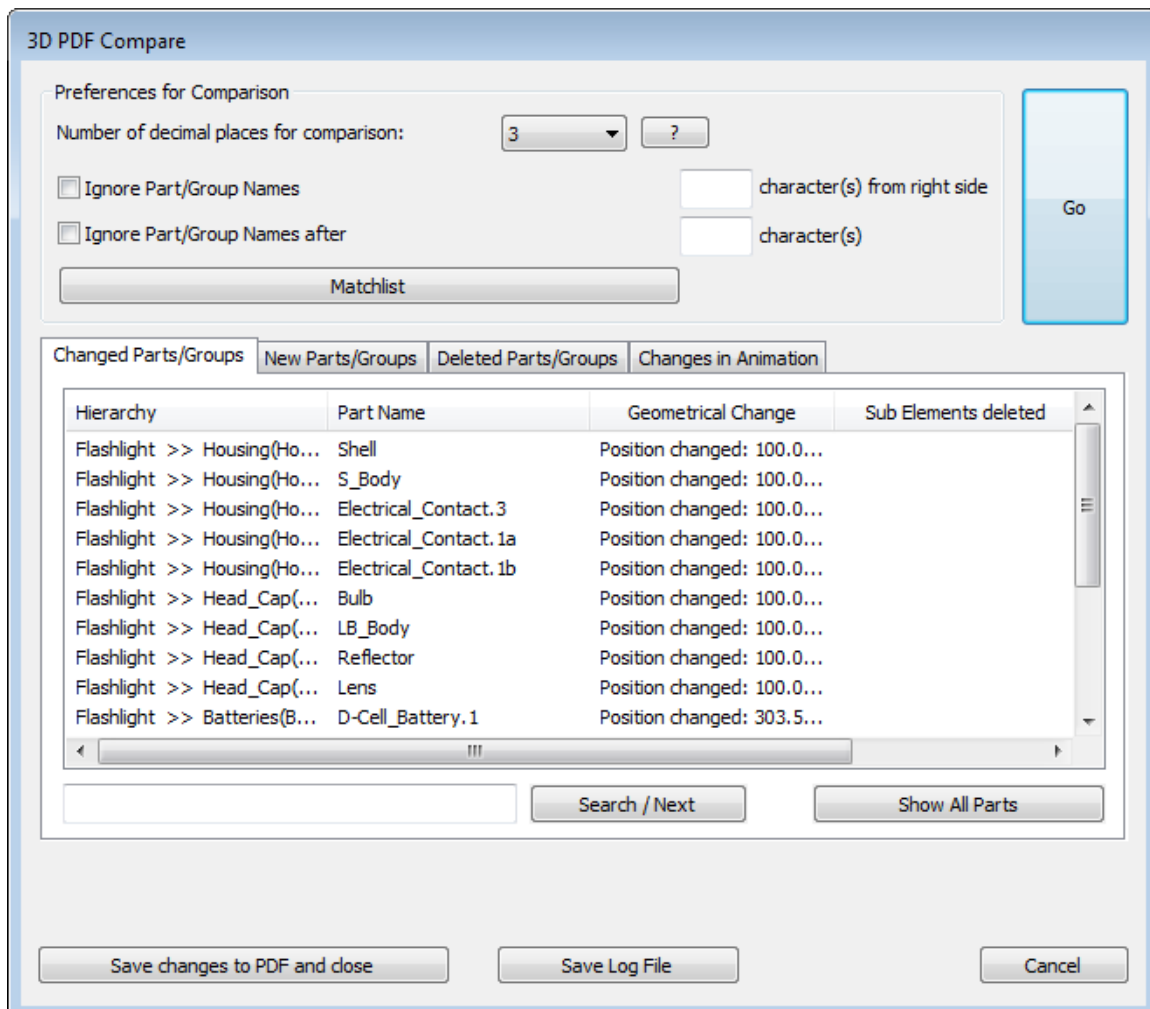 3D PDF Compare
Preferences for Comparison
Number of decimal places for comparison: 3 ?
Ignore Part/Group Names character(s) from right side
Go
Ignore Part/Group Names after character(s)
Matchlist
Changed Parts/Groups New Parts/Groups Deleted Parts/Groups Changes in Animation
Hierarchy Part Name Geometrical Change Sub Elements deleted
Flashlight >> Housing(Ho... Shell Position changed: 100.0...
Flashlight >> Housing(Ho... S_Body Position changed: 100.0...
Flashlight >> Housing(Ho... Electrical_Contact.3 Position changed: 100.0...
Flashlight >> Housing(Ho... Electrical_Contact.1a Position changed: 100.0...
Flashlight >> Housing(Ho... Electrical_Contact.1b Position changed: 100.0...
Flashlight >> Head_Cap(... Bulb Position changed: 100.0...
Flashlight >> Head_Cap(... LB_Body Position changed: 100.0...
Flashlight >> Head_Cap(... Reflector Position changed: 100.0...
Flashlight >> Head_Cap(... Lens Position changed: 100.0...
Flashlight >> Batteries(B... D-Cell_Battery.1 Position changed: 303.5...
Search / Next Show All Parts
Save changes to PDF and close Save Log File Cancel